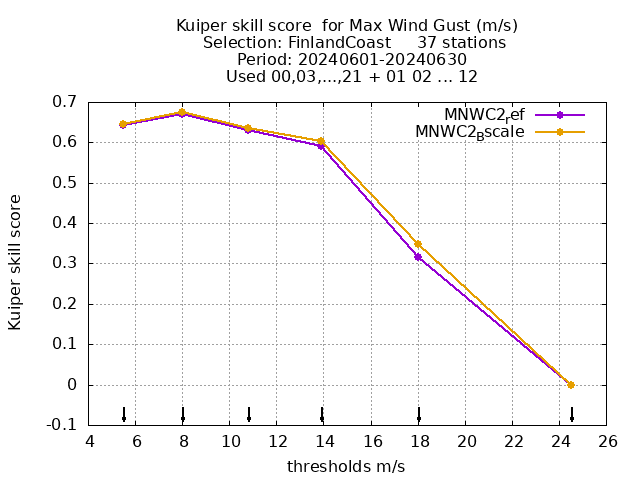 Kuiper skill score  for Max Wind Gust (m/s)
Selection: FinlandCoast     37 stations
Period: 20240601-20240630
Used 00,03,...,21 + 01 02 ... 12
MNWC2ref
MNWC2Bscale
0.7
0.6
0.5
0.4
0.3
0.2
0.1
0
-0.1
Kuiper skill score
4 6 8 10 12 14 16 18 20 22 24 26
thresholds m/s